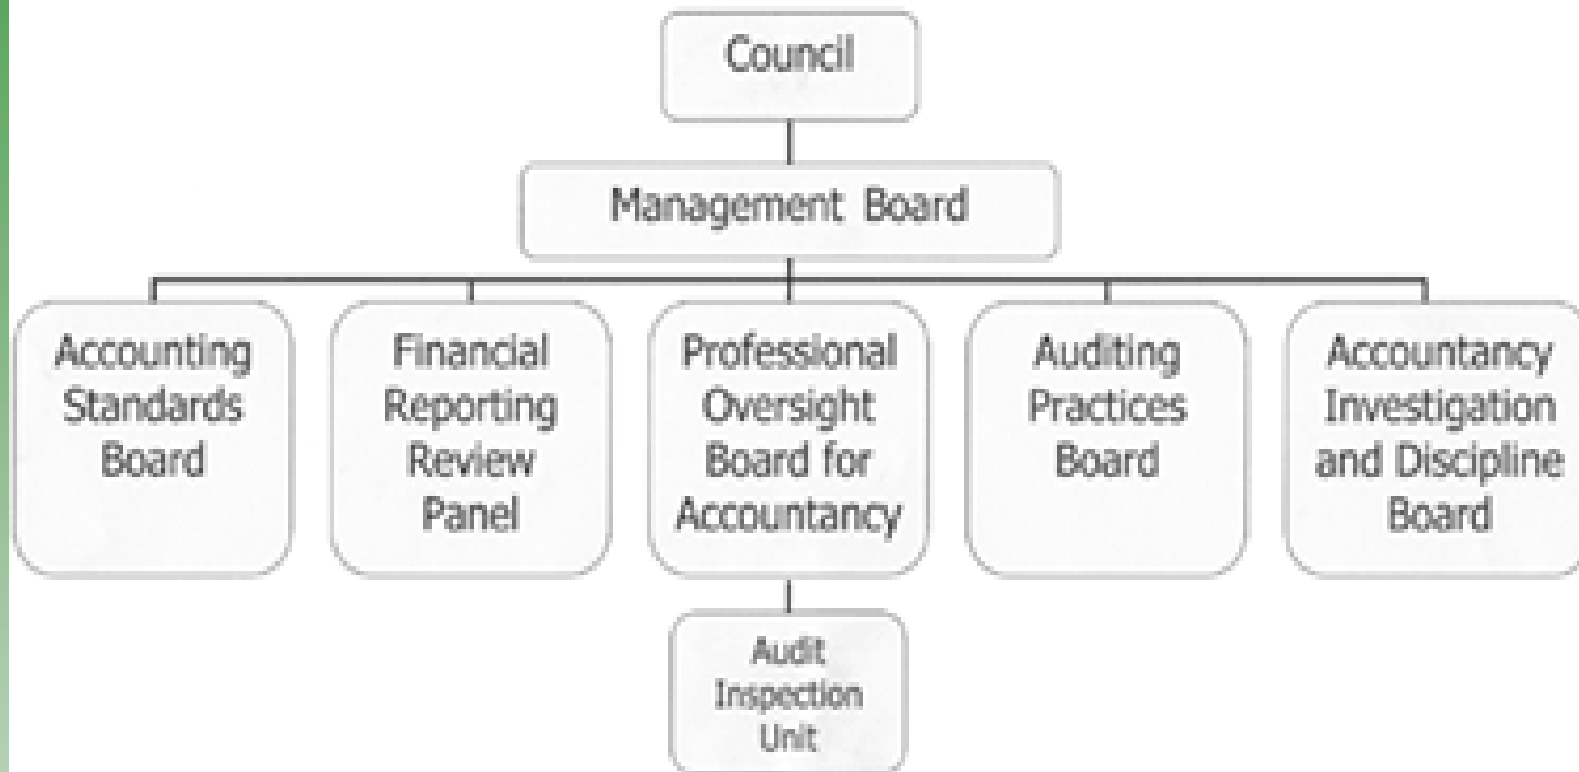 Council
Management Board
Accounting
Standards
Board
Financial
Reporting
Review
Panel
Professional
Oversight
Board for
Accountancy
Auditing
Practices
Board
Accountancy
Investigation
and Discipline
Board
Audit
Inspection
Unit